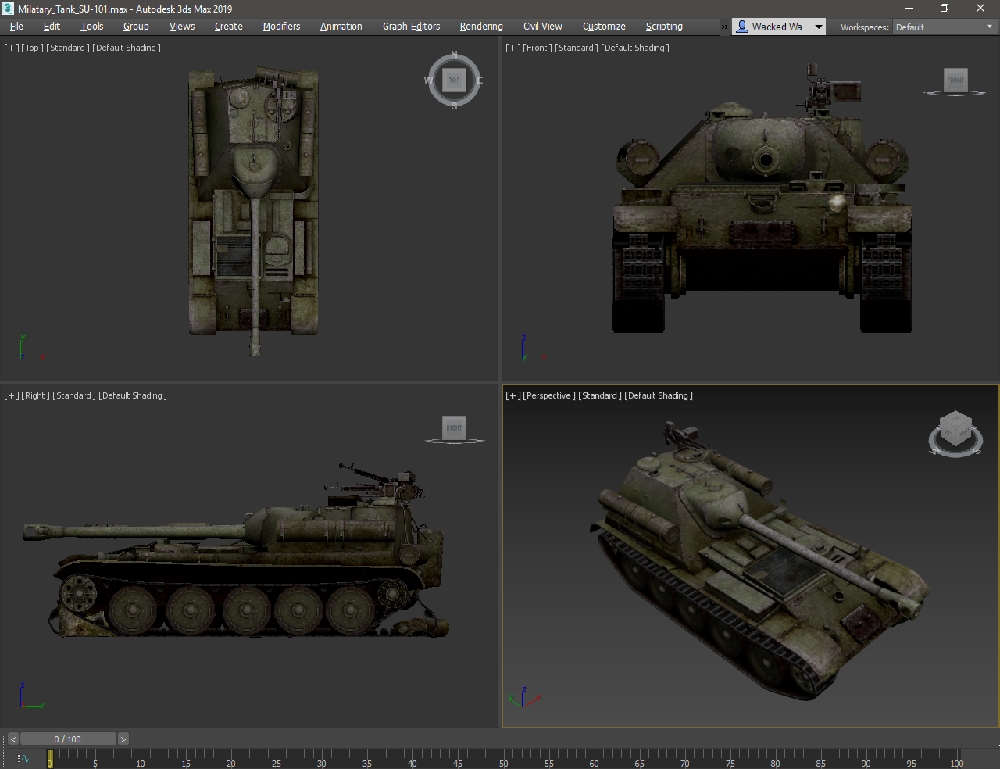 Milatary_Tank_SU-101.max - Autodesk 3ds Max 2019
File Edit Tools Group Views Create Modifiers Animation Graph Editors Rendering Civil View Customize Scripting » Wacked Wa Workspaces: Default
[+] [Top] [Standard] [Default Shading]
[+] [Front] [Standard] [Default Shading]
N
W TOP E
S
FRONT
[+] [Right] [Standard] [Default Shading]
[+] [Perspective] [Standard] [Default Shading]
RIGHT
< 0 / 100 >
0 5 10 15 20 25 30 35 40 45 50 55 60 65 70 75 80 85 90 95 100